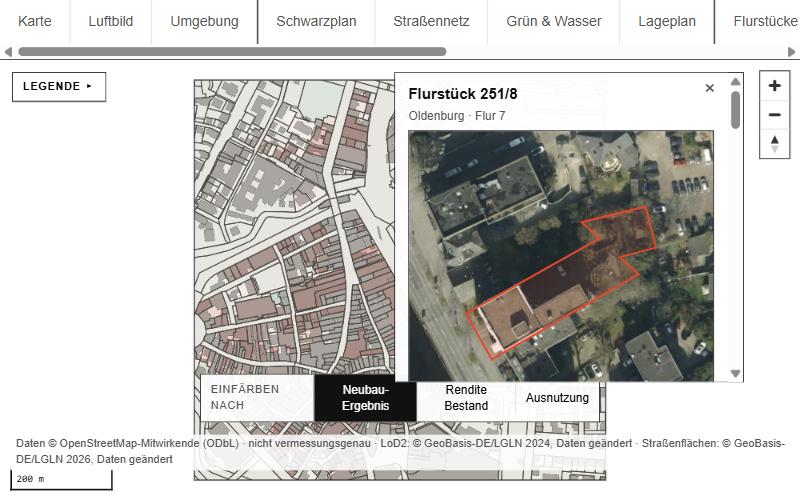 Karte Luftbild Umgebung Schwarzplan Straßennetz Grün & Wasser Lageplan Flurstücke
LEGENDE
Flurstück 251/8
×
Oldenburg · Flur 7
EINFÄRBEN
NACH
Neubau-
Ergebnis
Rendite
Bestand
Ausnutzung
Daten © OpenStreetMap-Mitwirkende (ODbL) · nicht vermessungsgenau · LoD2: © GeoBasis-DE/LGLN 2024, Daten geändert · Straßenflächen: © GeoBasis-
DE/LGLN 2026, Daten geändert
200 m